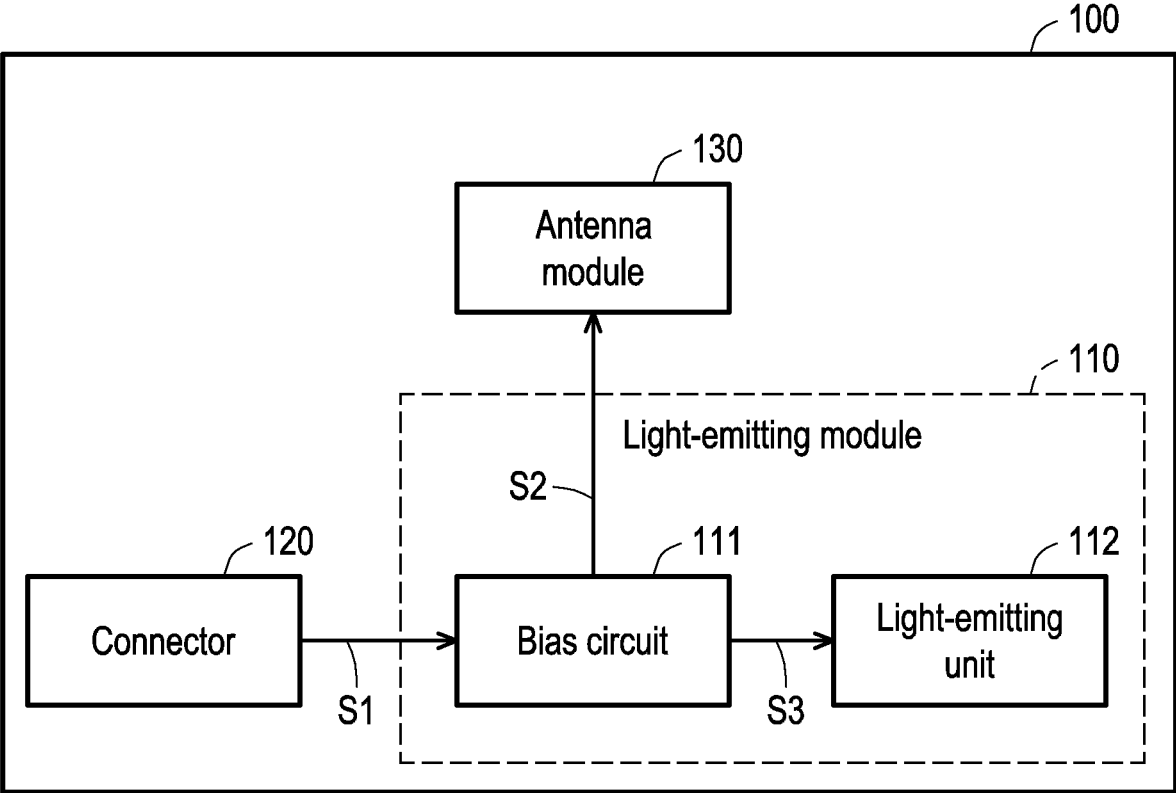 100
130
Antenna
module
110
Light-emitting module
S2
120
111
112
Connector
Bias circuit
Light-emitting
unit
S1
S3